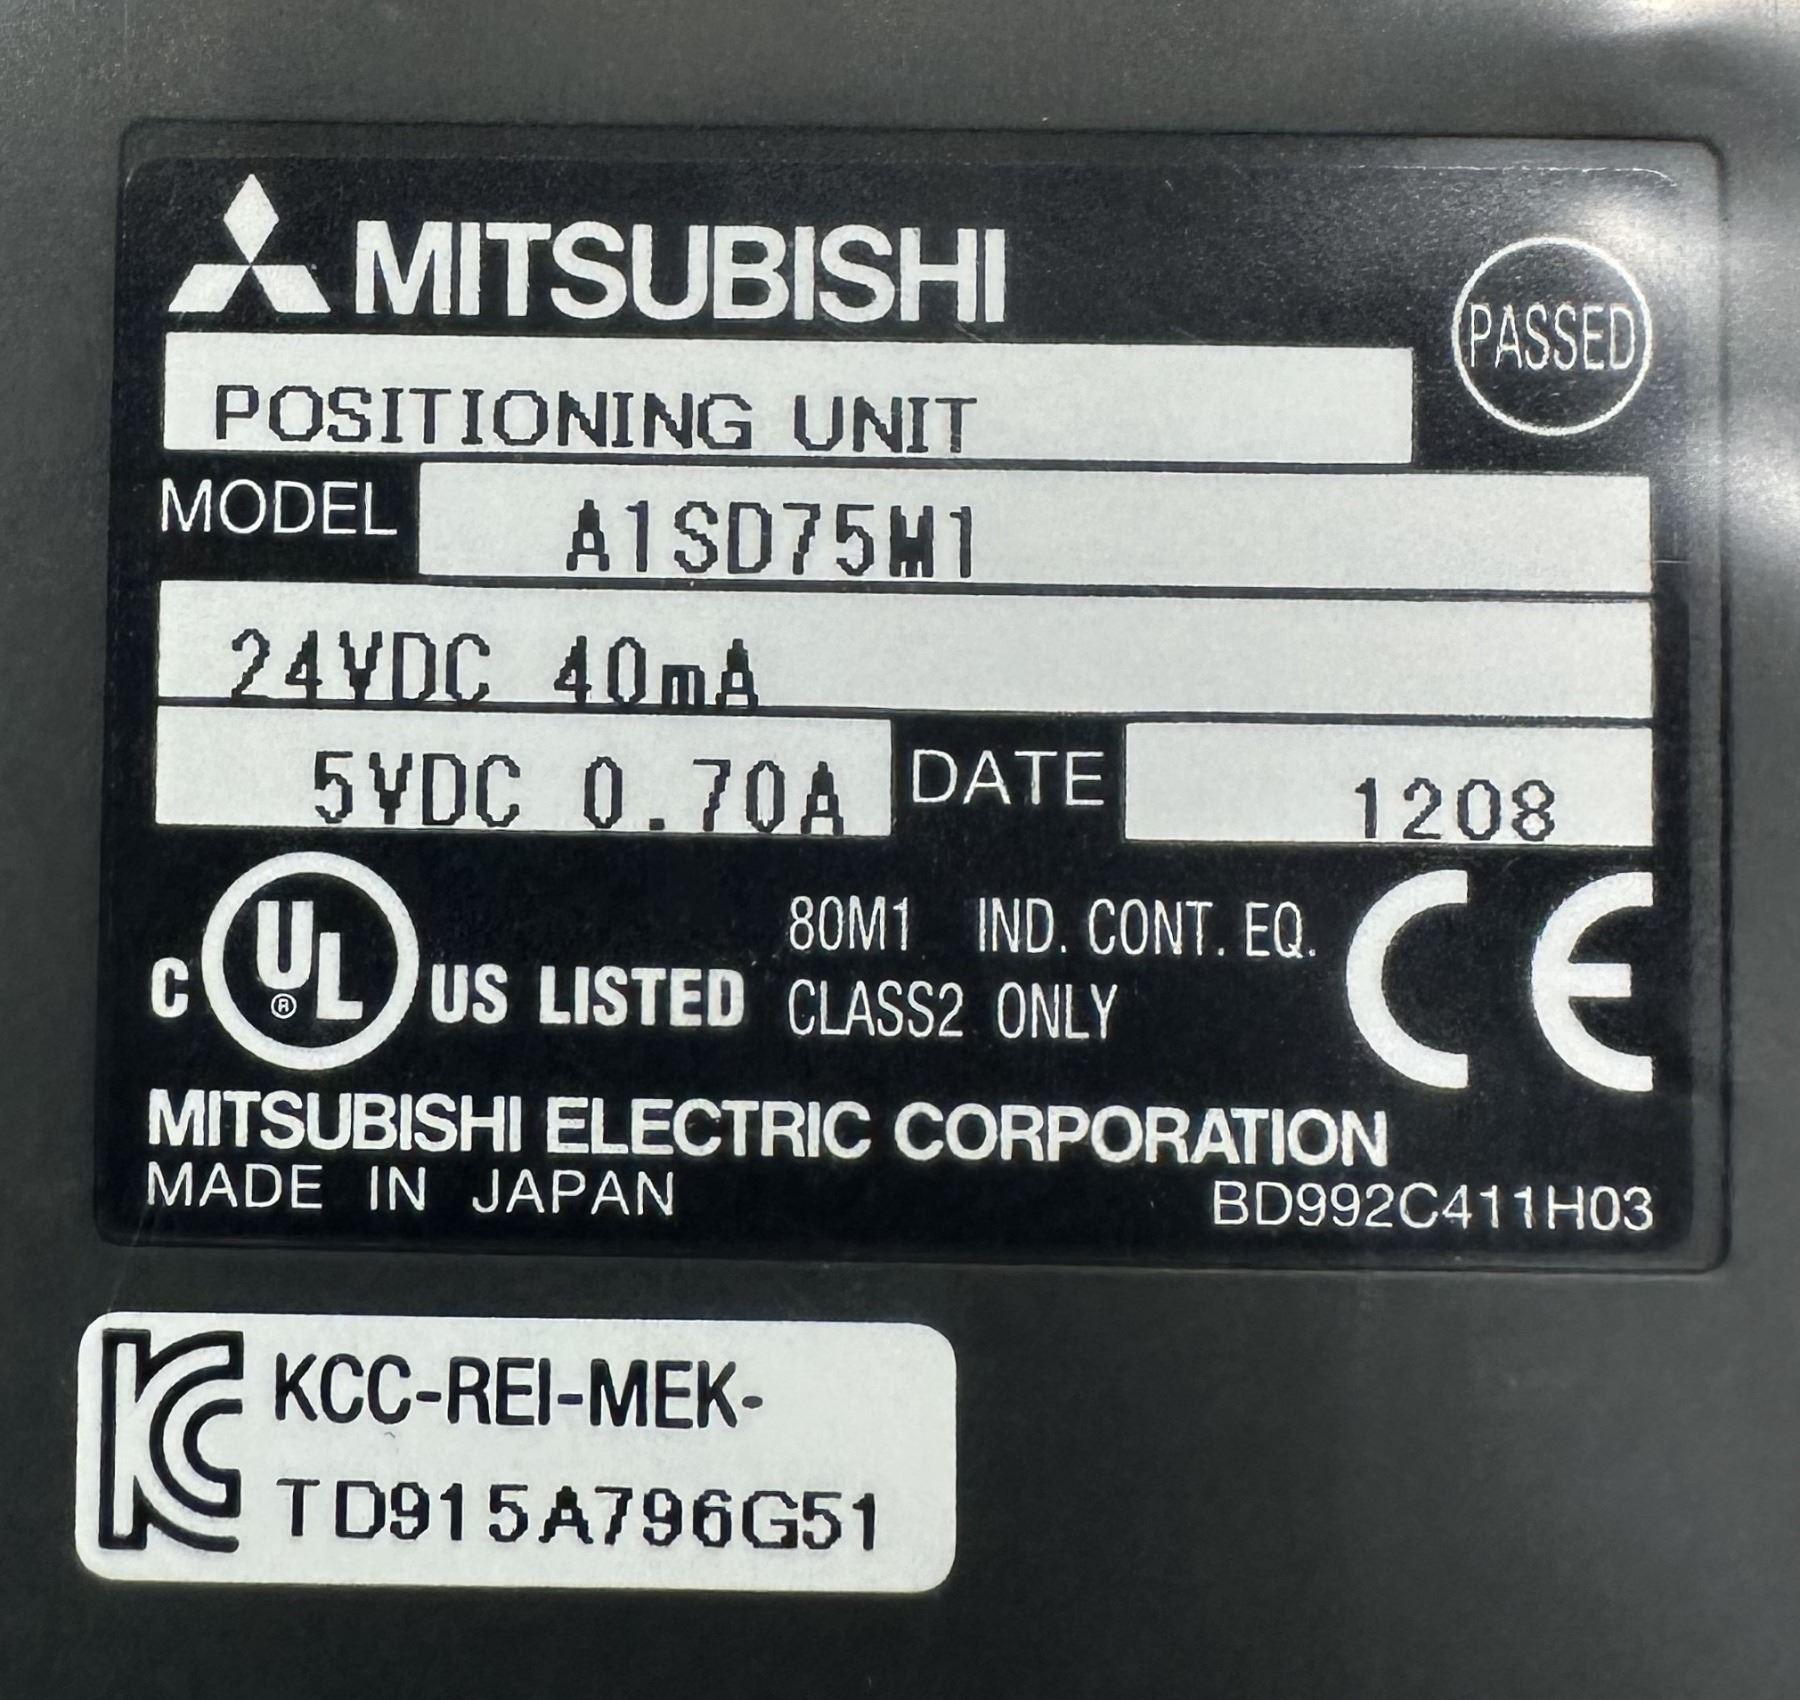 MITSUBISHI
PASSED
POSITIONING UNIT
MODEL A1SD75M1
24VDC 40mA
5VDC 0.70A DATE 1208
C UL® US LISTED 80M1 IND. CONT. EQ.
CLASS2 ONLY CE
MITSUBISHI ELECTRIC CORPORATION
MADE IN JAPAN BD992C411H03
KC KCC-REI-MEK-
TD915A796G51